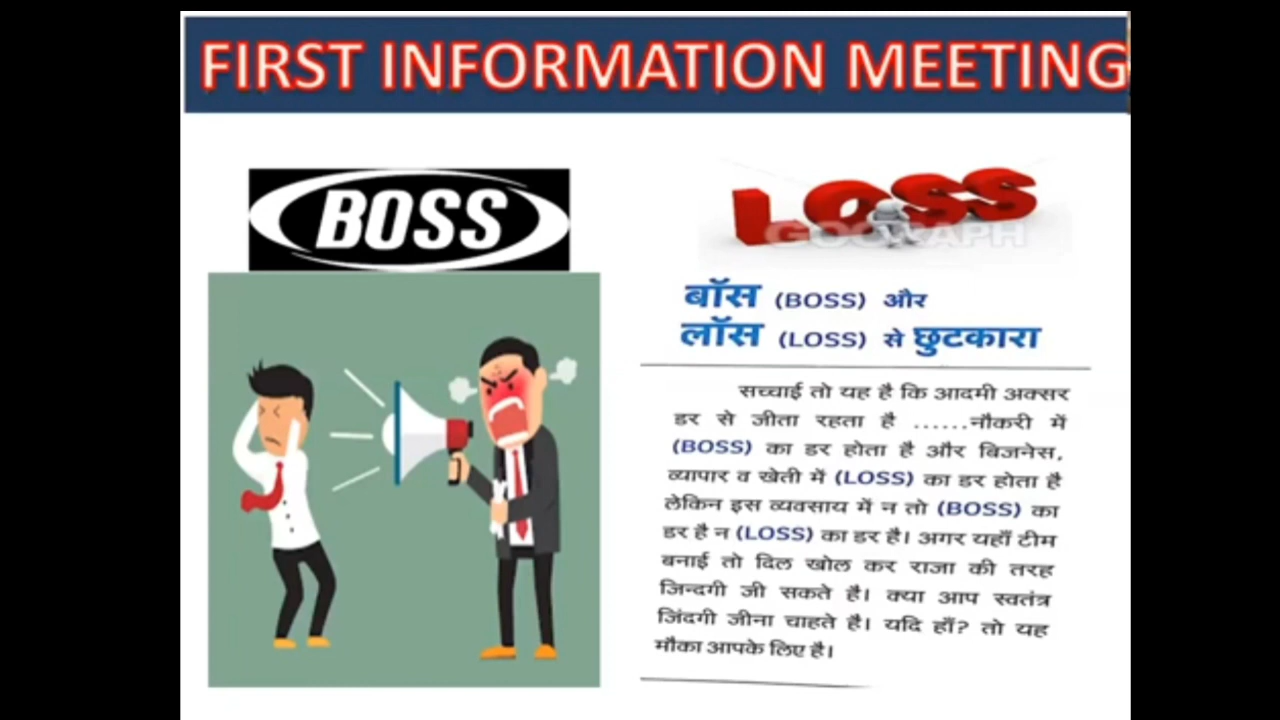 FIRST INFORMATION MEETING
BOSS
LOSS
बॉस (BOSS) और
लॉस (LOSS) से छुटकारा
सच्चाई तो यह है कि आदमी अक्सर
डर से जीता रहता है ......नौकरी में
(BOSS) का डर होता है और बिजनेस,
व्यापार व खेती में (LOSS) का डर होता है
लेकिन इस व्यवसाय में न तो (BOSS) का
डर है न (LOSS) का डर है। अगर यहाँ टीम
बनाई तो दिल खोल कर राजा की तरह
जिन्दगी जी सकते है। क्या आप स्वतंत्र
जिंदगी जीना चाहते है। यदि हाँ? तो यह
मौका आपके लिए है।